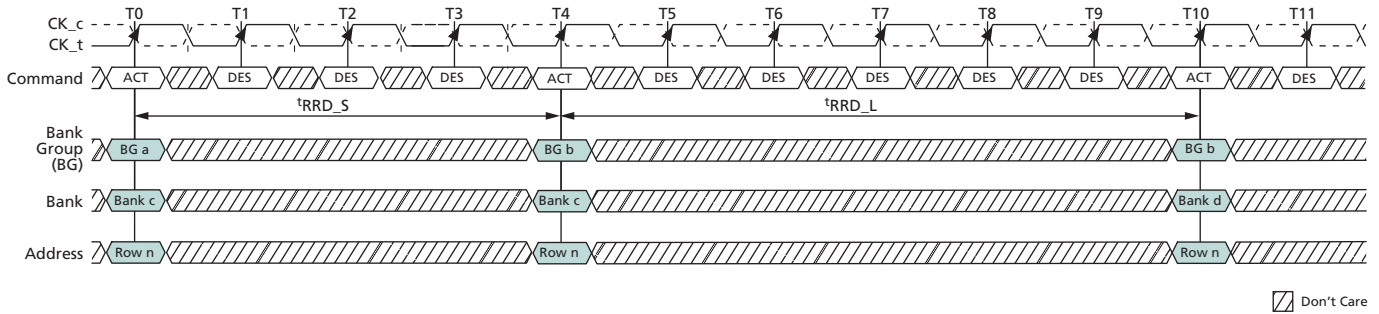 T0 T1 T2 T3 T4 T5 T6 T7 T8 T9 T10 T11
CK_c
CK_t
Command ACT DES DES DES ACT DES DES DES DES DES ACT DES
tRRD_S tRRD_L
Bank
Group
(BG)
BG a BG b BG b
Bank Bank c Bank c Bank d
Address Row n Row n Row n
Don't Care